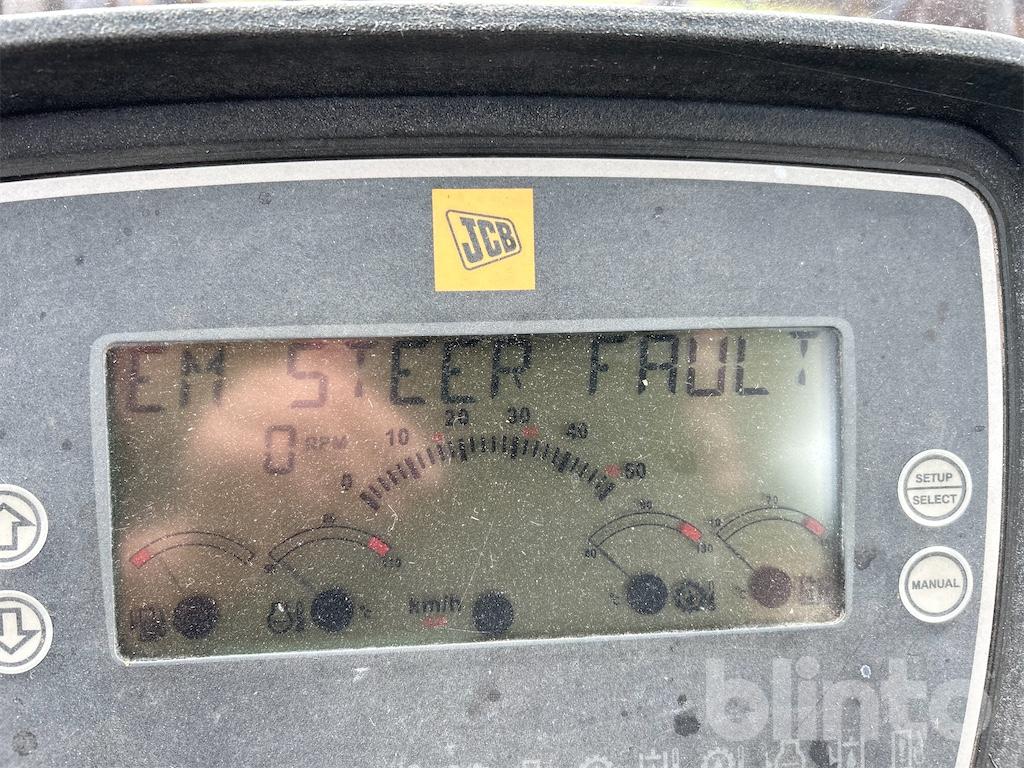 JCB
EM STEER FAULT
0 RPM
0 10 20 30 40 50
km/h
SETUP
SELECT
MANUAL
blinto